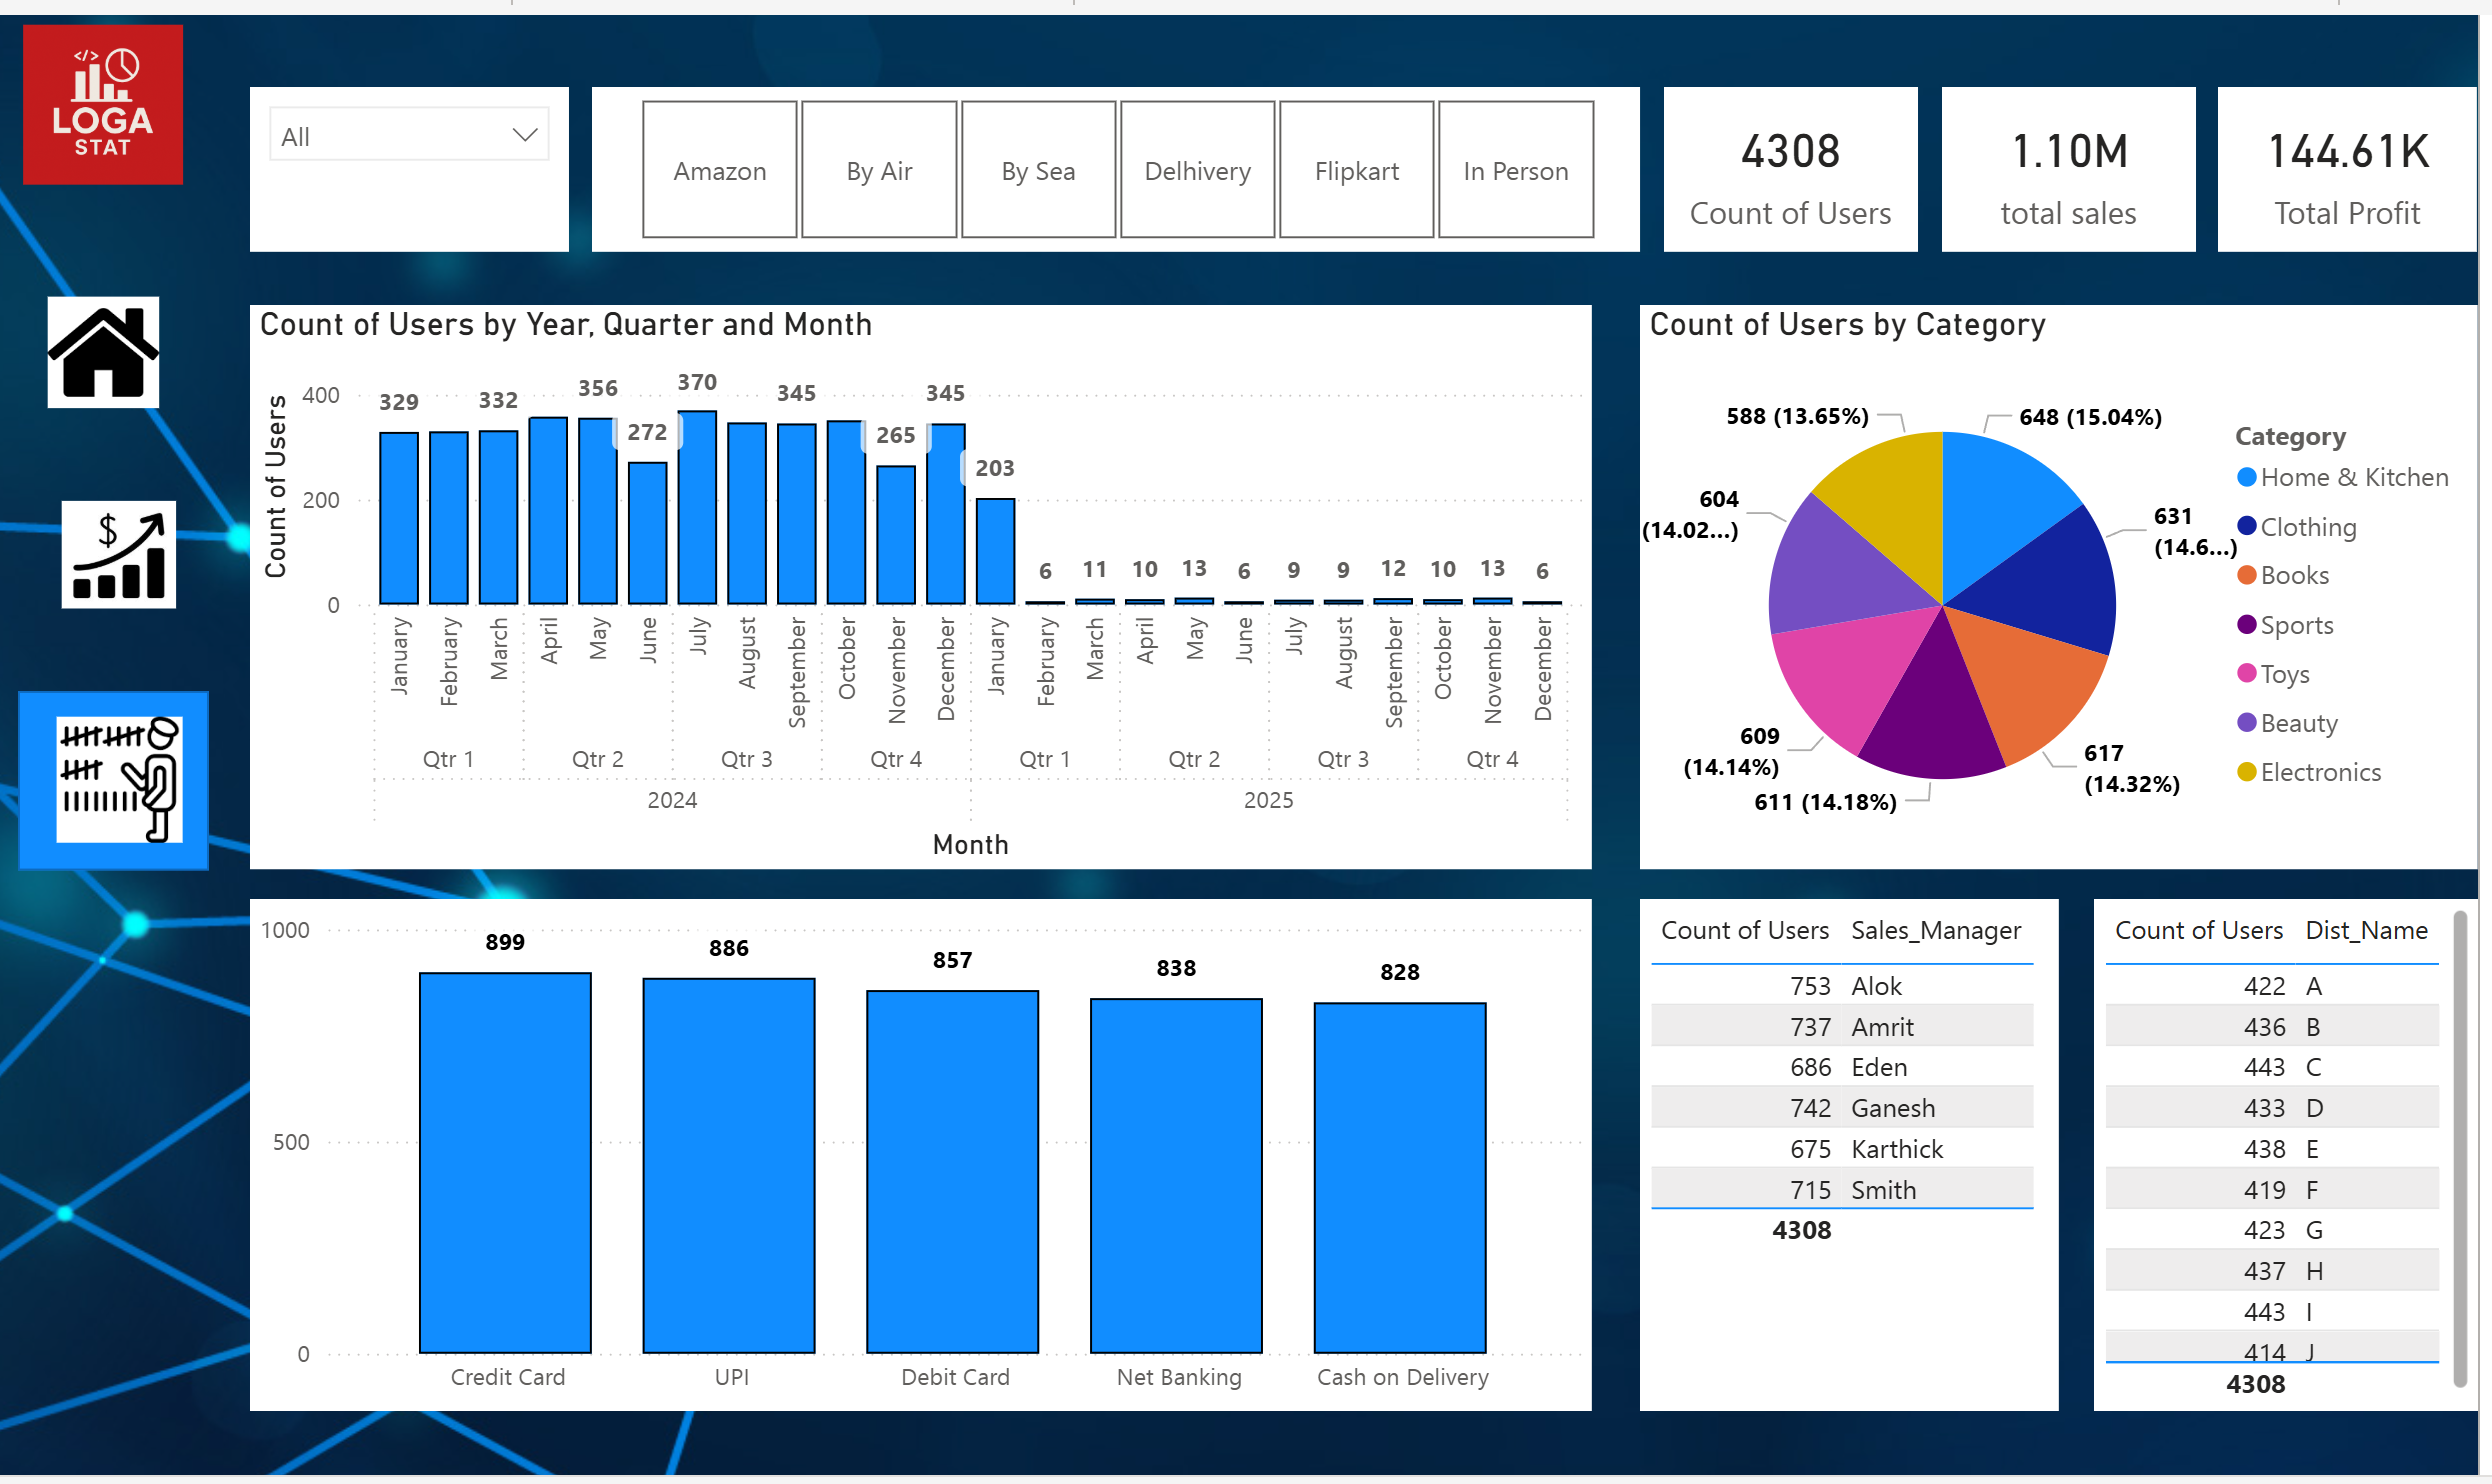 </>
LOGA
STAT
All
Amazon
By Air
By Sea
Delhivery
Flipkart
In Person
4308
Count of Users
1.10M
total sales
144.61K
Total Profit
Count of Users by Year, Quarter and Month
Count of Users
400
200
0
329
332
356
272
370
345
265
345
203
6
11
10
13
6
9
9
12
10
13
6
January
February
March
April
May
June
July
August
September
October
November
December
January
February
March
April
May
June
July
August
September
October
November
December
Qtr 1
Qtr 2
Qtr 3
Qtr 4
Qtr 1
Qtr 2
Qtr 3
Qtr 4
2024
2025
Month
Count of Users by Category
588 (13.65%)
648 (15.04%)
604
(14.02...)
631
(14.6...)
609
(14.14%)
617
(14.32%)
611 (14.18%)
Category
Home & Kitchen
Clothing
Books
Sports
Toys
Beauty
Electronics
$
1000
500
0
899
886
857
838
828
Credit Card
UPI
Debit Card
Net Banking
Cash on Delivery
Count of Users Sales_Manager
753 Alok
737 Amrit
686 Eden
742 Ganesh
675 Karthick
715 Smith
4308
Count of Users Dist_Name
422 A
436 B
443 C
433 D
438 E
419 F
423 G
437 H
443 I
414 J
4308